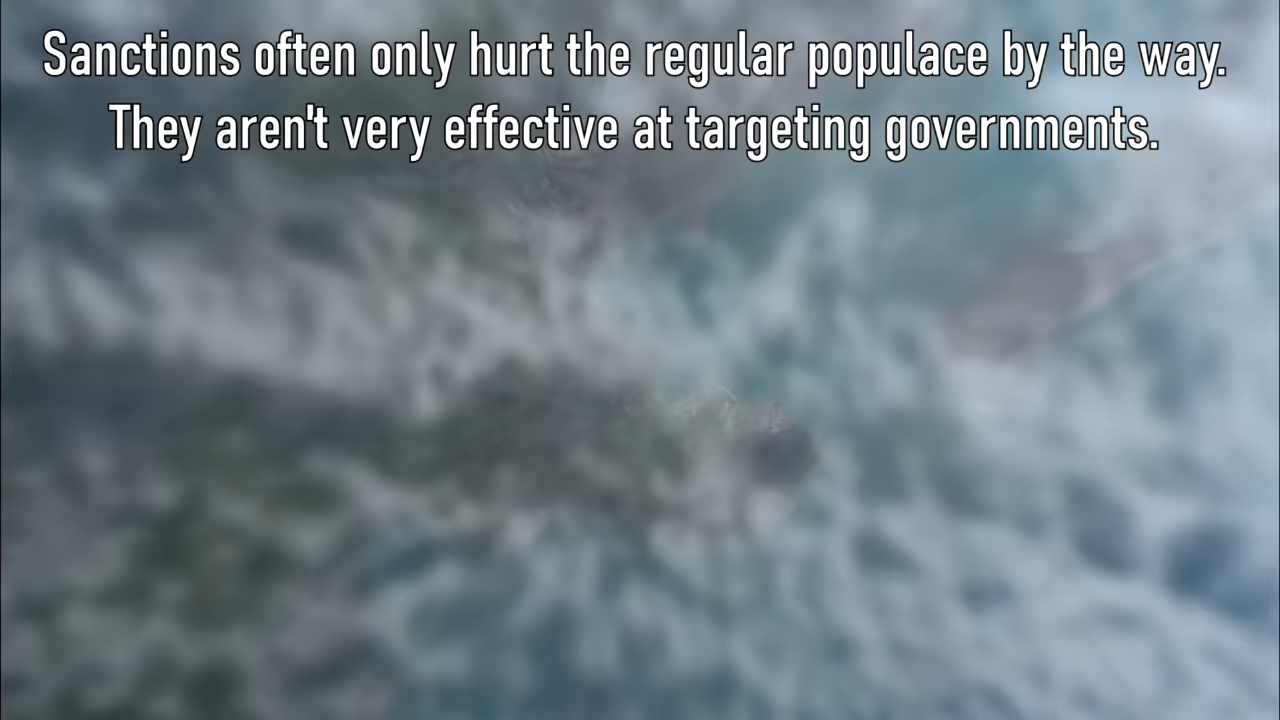 Sanctions often only hurt the regular populace by the way.
They aren't very effective at targeting governments.